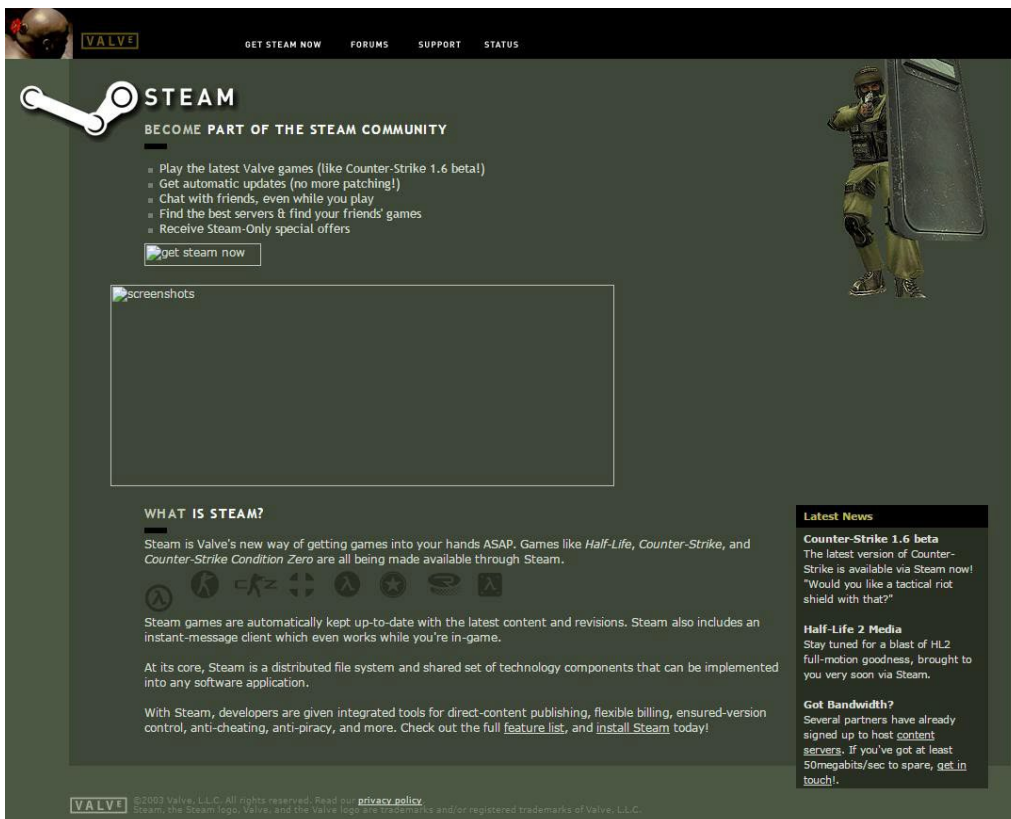 VALVE
GET STEAM NOW FORUMS SUPPORT STATUS
STEAM
BECOME PART OF THE STEAM COMMUNITY
Play the latest Valve games (like Counter-Strike 1.6 beta!)
Get automatic updates (no more patching!)
Chat with friends, even while you play
Find the best servers & find your friends' games
Receive Steam-Only special offers
get steam now
screenshots
WHAT IS STEAM?
Steam is Valve's new way of getting games into your hands ASAP. Games like Half-Life, Counter-Strike, and
Counter-Strike Condition Zero are all being made available through Steam.
Steam games are automatically kept up-to-date with the latest content and revisions. Steam also includes an
instant-message client which even works while you're in-game.
At its core, Steam is a distributed file system and shared set of technology components that can be implemented
into any software application.
With Steam, developers are given integrated tools for direct-content publishing, flexible billing, ensured-version
control, anti-cheating, anti-piracy, and more. Check out the full feature list, and install Steam today!
Latest News
Counter-Strike 1.6 beta
The latest version of Counter-
Strike is available via Steam now!
"Would you like a tactical riot
shield with that?"
Half-Life 2 Media
Stay tuned for a blast of HL2
full-motion goodness, brought to
you very soon via Steam.
Got Bandwidth?
Several partners have already
signed up to host content
servers. If you've got at least
50megabits/sec to spare, get in
touch!.
VALVE
©2003 Valve, L.L.C. All rights reserved. Read our privacy policy.
Steam, the Steam logo, Valve, and the Valve logo are trademarks and/or registered trademarks of Valve, L.L.C.